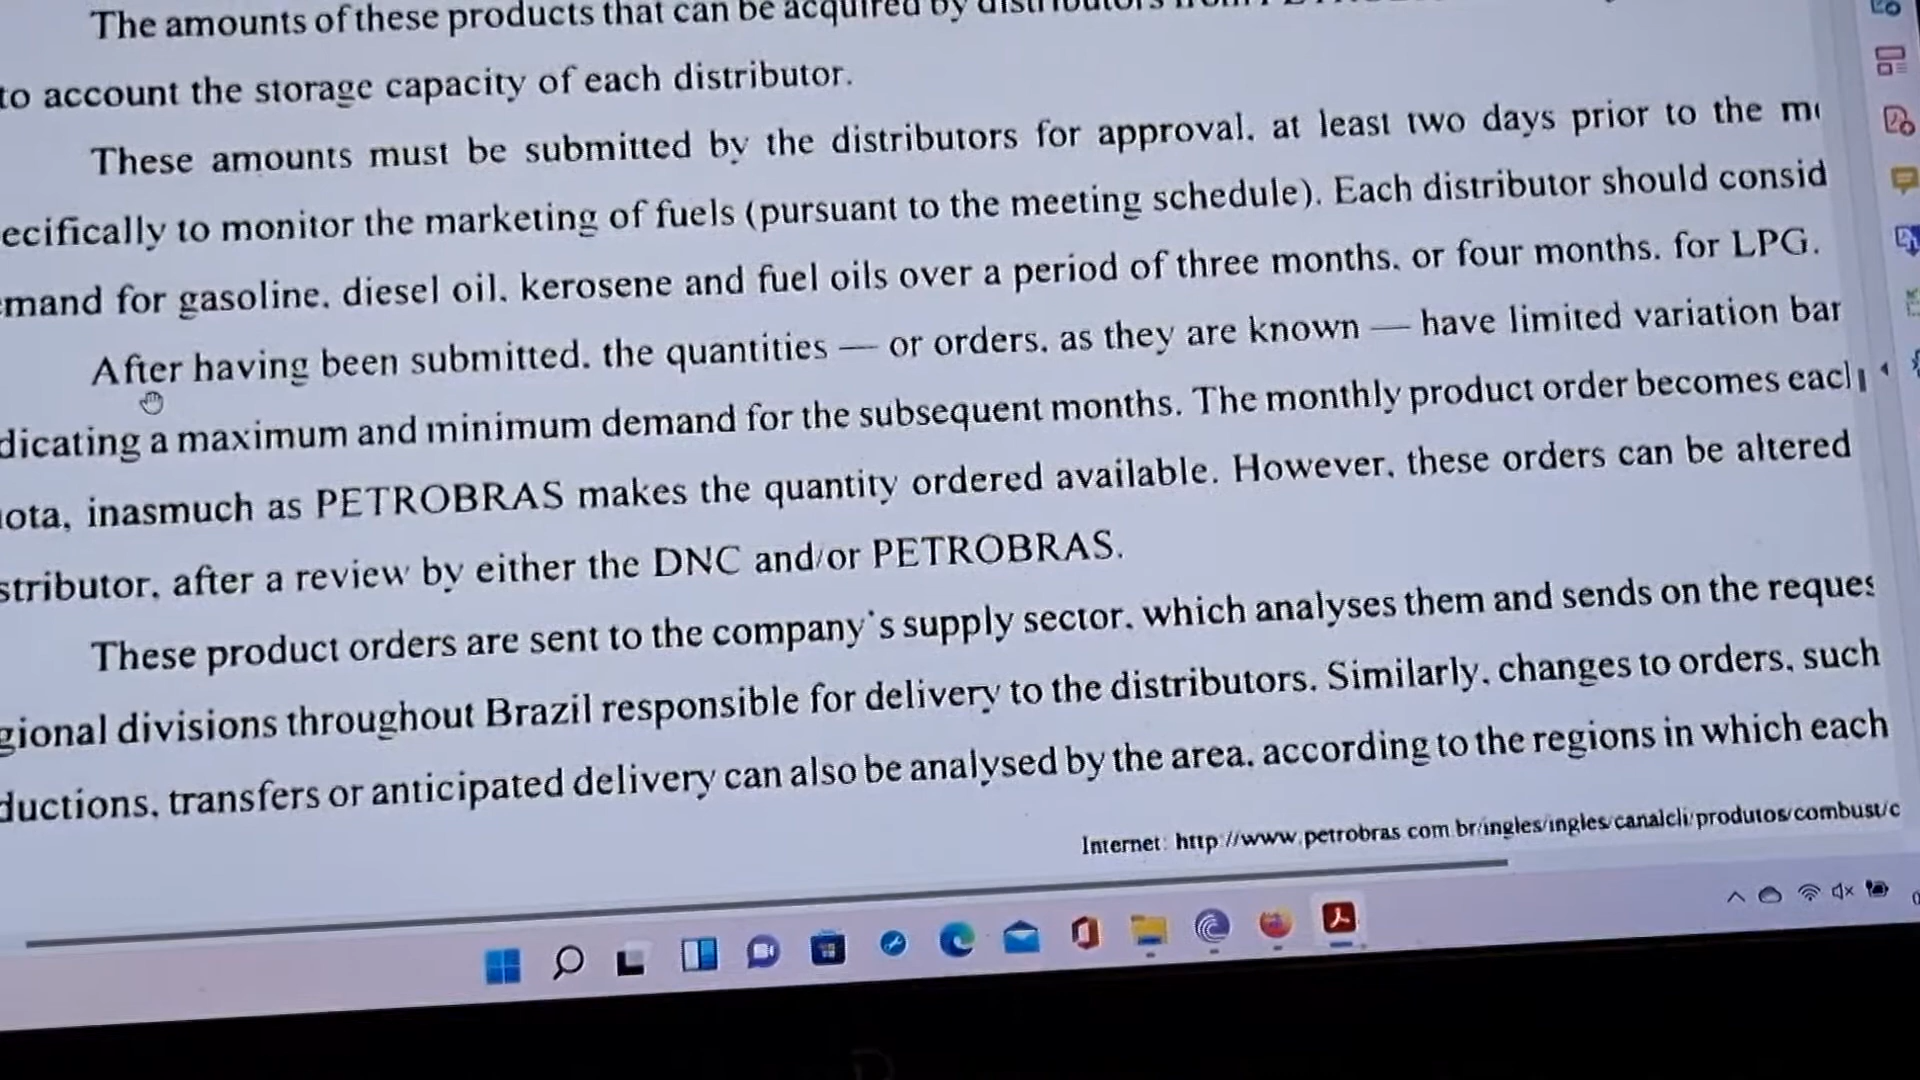 The amounts of these products that can be acquired by distributors from
to account the storage capacity of each distributor.
These amounts must be submitted by the distributors for approval, at least two days prior to the
ecifically to monitor the marketing of fuels (pursuant to the meeting schedule). Each distributor should consid
mand for gasoline, diesel oil, kerosene and fuel oils over a period of three months, or four months, for LPG.
After having been submitted, the quantities — or orders, as they are known — have limited variation bar
dicating a maximum and minimum demand for the subsequent months. The monthly product order becomes each
ota, inasmuch as PETROBRAS makes the quantity ordered available. However, these orders can be altered
stributor, after a review by either the DNC and/or PETROBRAS.
These product orders are sent to the company's supply sector, which analyses them and sends on the reques
gional divisions throughout Brazil responsible for delivery to the distributors. Similarly, changes to orders, such
ductions, transfers or anticipated delivery can also be analysed by the area, according to the regions in which each
Internet: http://www.petrobras.com.br/ingles/ingles/canalcli/produtos/combust/c